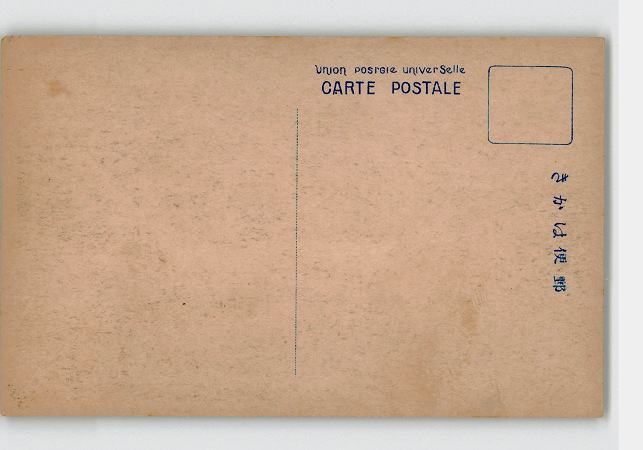 Union postale universelle
CARTE POSTALE
きかは便郵